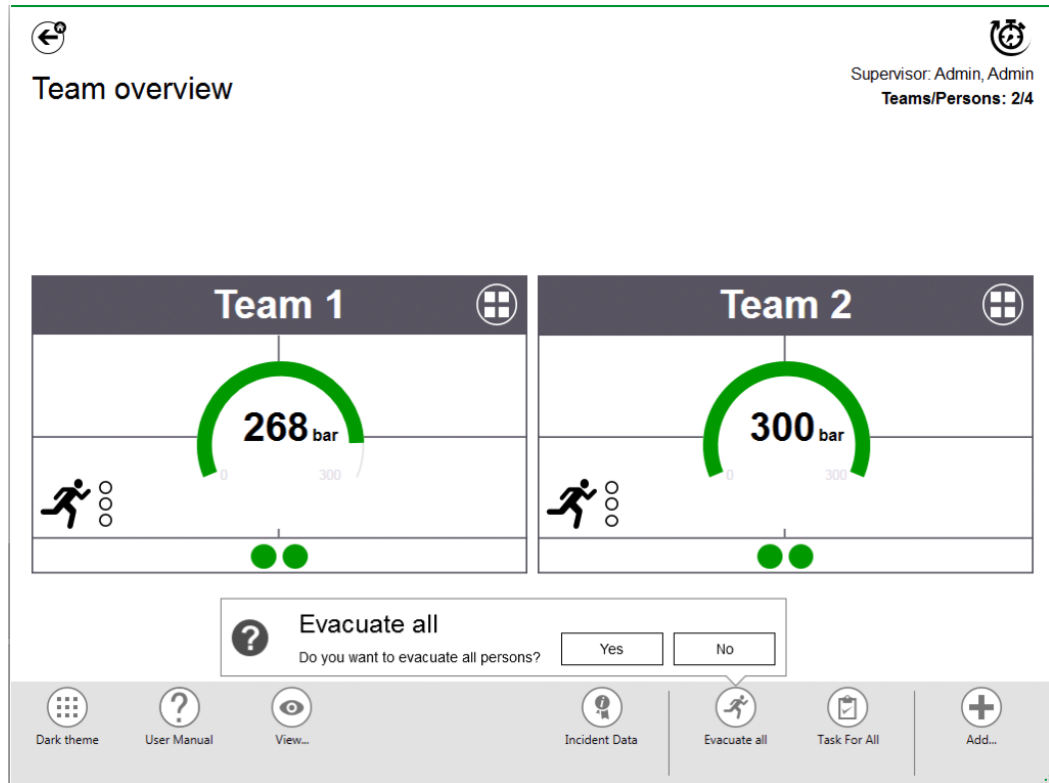 Team overview
Supervisor: Admin, Admin
Teams/Persons: 2/4
Team 1
268 bar
0
300
Team 2
300 bar
0
300
Evacuate all
Do you want to evacuate all persons?
Yes
No
Dark theme
User Manual
View...
Incident Data
Evacuate all
Task For All
Add...